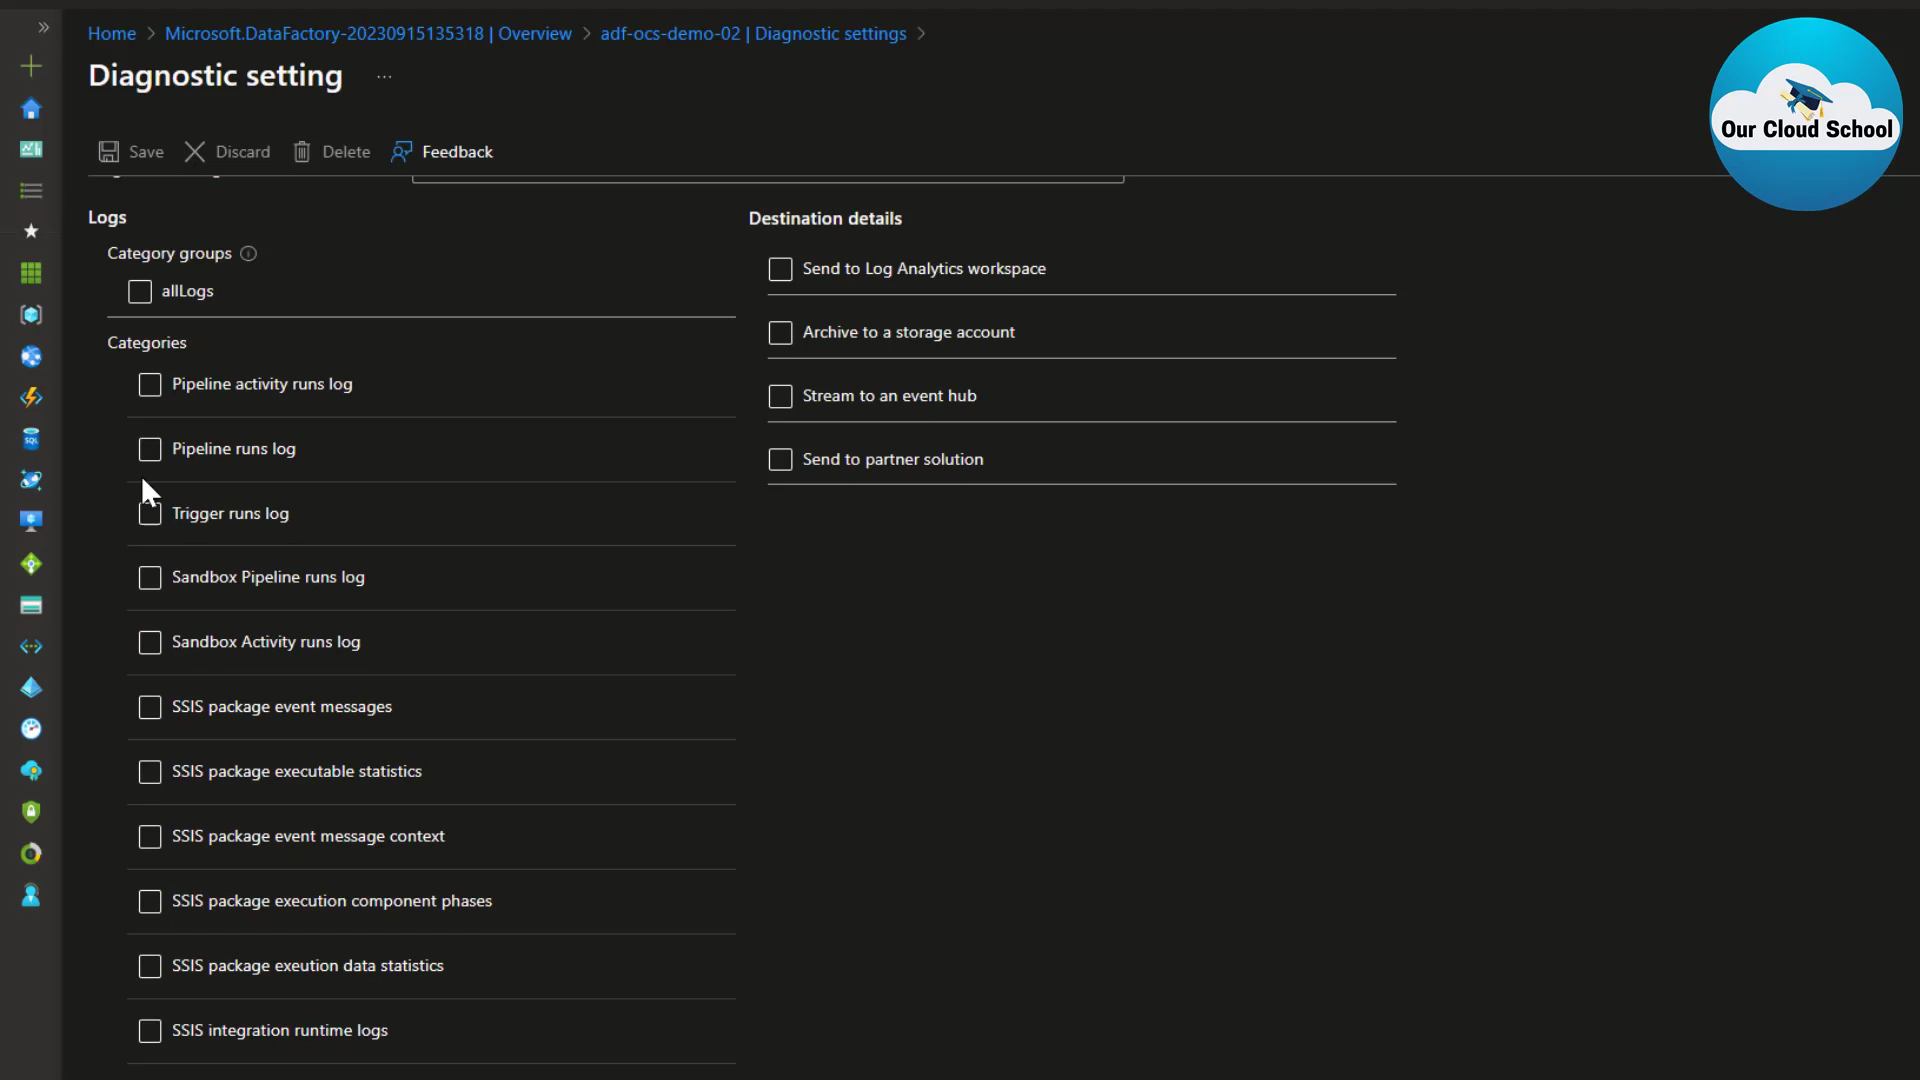 Home > Microsoft.DataFactory-20230915135318 | Overview > adf-ocs-demo-02 | Diagnostic settings >
Diagnostic setting ...
Save Discard Delete Feedback
Our Cloud School
Logs
Category groups
allLogs
Categories
Pipeline activity runs log
Pipeline runs log
Trigger runs log
Sandbox Pipeline runs log
Sandbox Activity runs log
SSIS package event messages
SSIS package executable statistics
SSIS package event message context
SSIS package execution component phases
SSIS package exeution data statistics
SSIS integration runtime logs
Destination details
Send to Log Analytics workspace
Archive to a storage account
Stream to an event hub
Send to partner solution
SQL